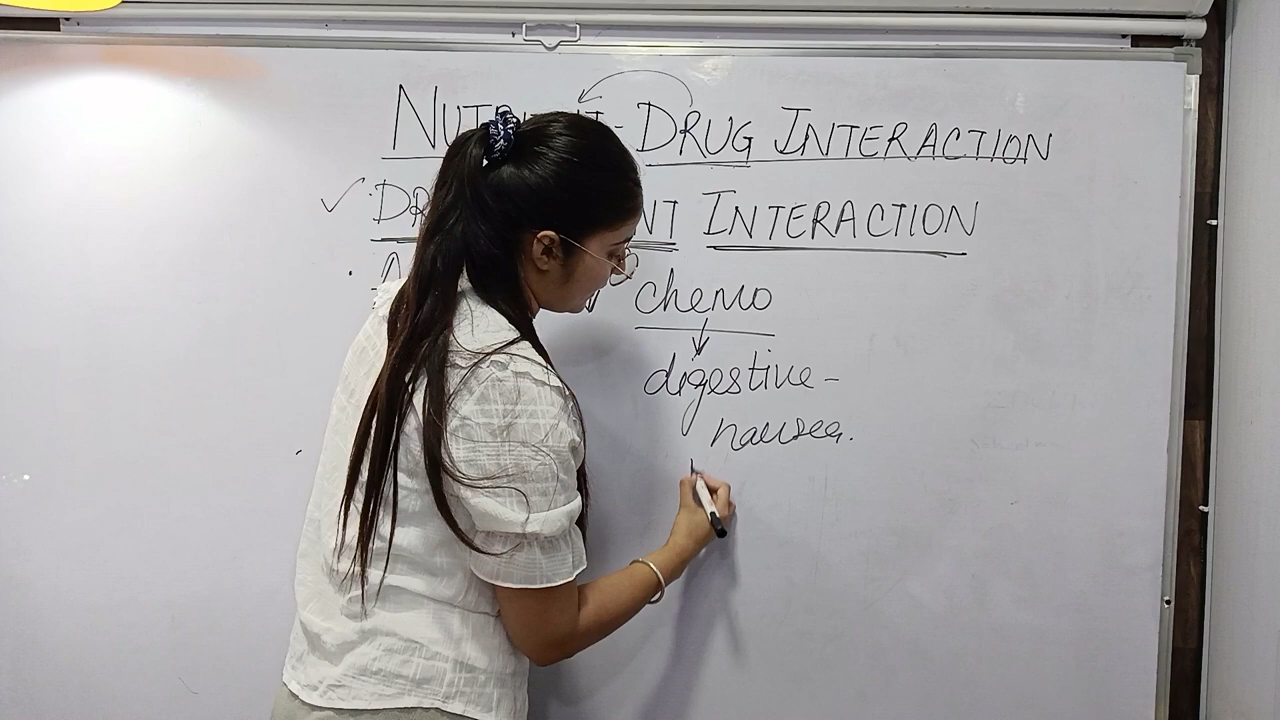 DRUG INTERACTION
INTERACTION
chemo
digestive -
nausea.